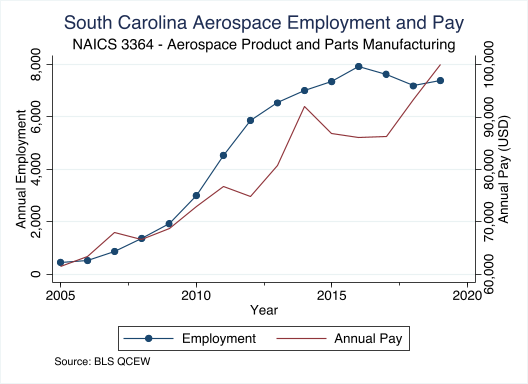 South Carolina Aerospace Employment and Pay
NAICS 3364 - Aerospace Product and Parts Manufacturing
Annual Employment
8,000
6,000
4,000
2,000
0
100,000
90,000
80,000
70,000
60,000
Annual Pay (USD)
2005
2010
2015
2020
Year
Employment
Annual Pay
Source: BLS QCEW